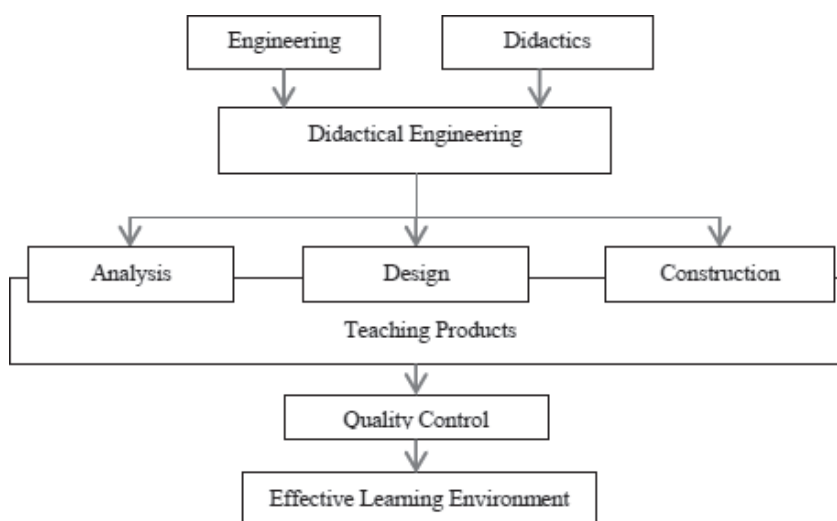 Engineering
Didactics
Didactical Engineering
Analysis
Design
Construction
Teaching Products
Quality Control
Effective Learning Environment